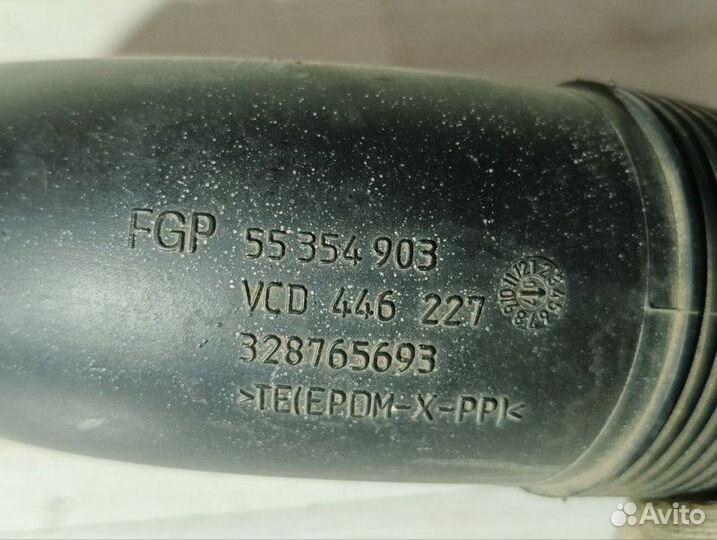 FGP 55 354 903
VCD 446 227
328765693
>TE(EPDM-X-PP)<
Avito